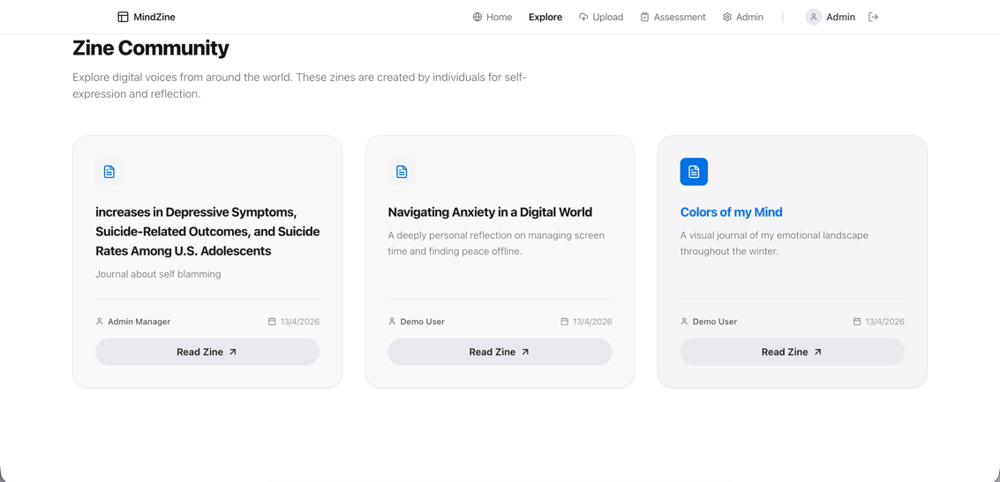 MindZine
Home Explore Upload Assessment Admin Admin
Zine Community
Explore digital voices from around the world. These zines are created by individuals for self-
expression and reflection.
increases in Depressive Symptoms,
Suicide-Related Outcomes, and Suicide
Rates Among U.S. Adolescents
Journal about self blamming
Admin Manager 13/4/2026
Read Zine
Navigating Anxiety in a Digital World
A deeply personal reflection on managing screen
time and finding peace offline.
Demo User 13/4/2026
Read Zine
Colors of my Mind
A visual journal of my emotional landscape
throughout the winter.
Demo User 13/4/2026
Read Zine